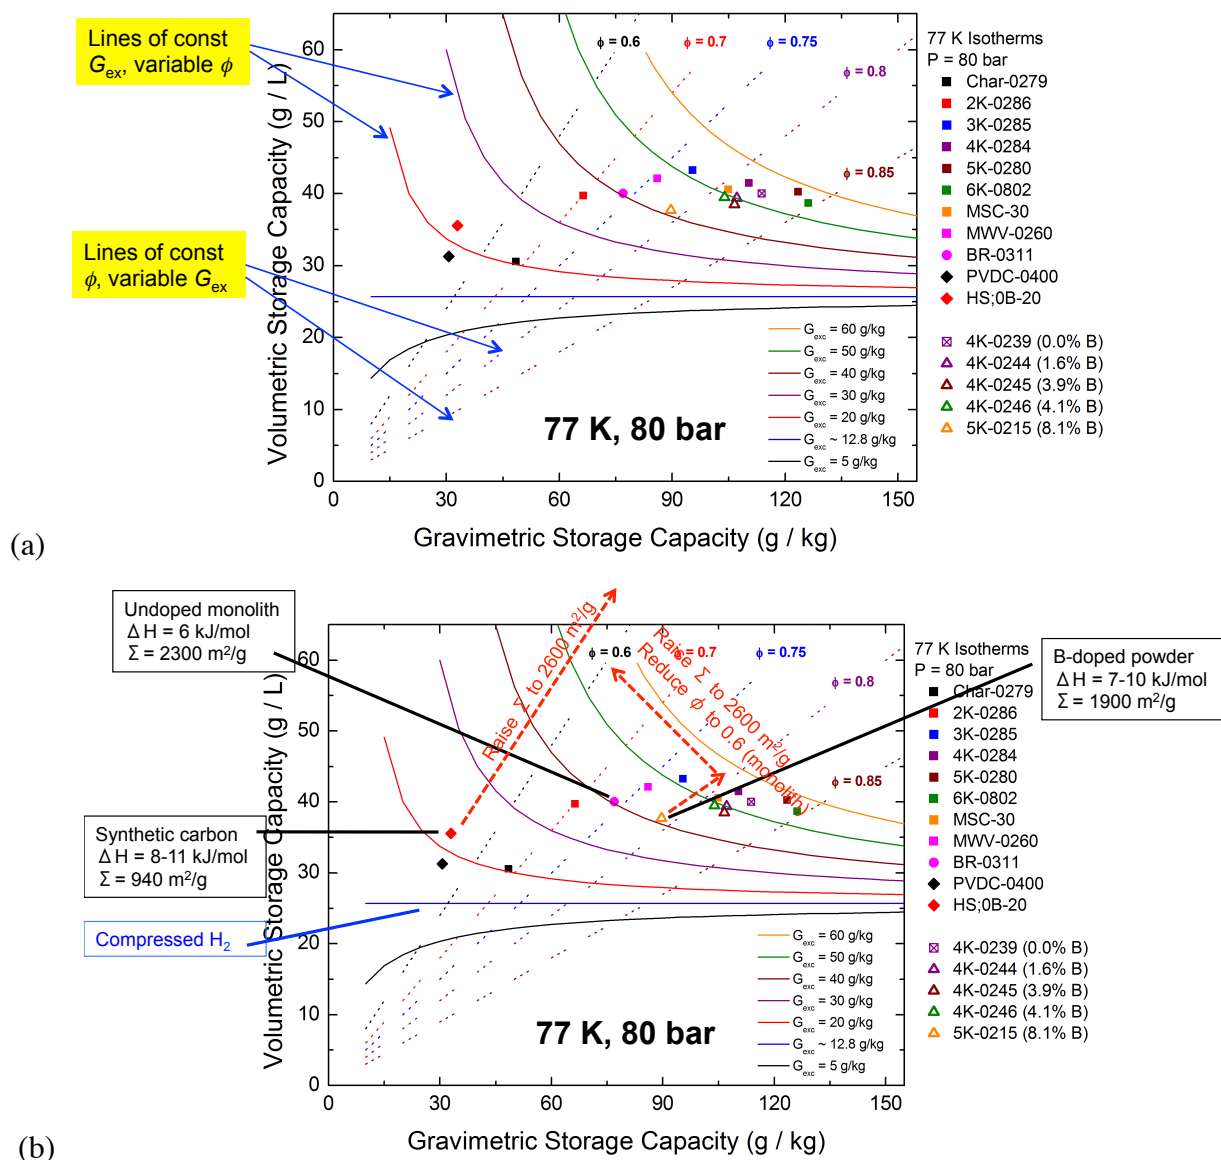 Lines of const
Gex, variable ϕ
Lines of const
ϕ, variable Gex
Volumetric Storage Capacity (g / L)
60
50
40
30
20
10
0
ϕ = 0.6
ϕ = 0.7
ϕ = 0.75
ϕ = 0.8
ϕ = 0.85
Gexc = 60 g/kg
Gexc = 50 g/kg
Gexc = 40 g/kg
Gexc = 30 g/kg
Gexc = 20 g/kg
Gexc ~ 12.8 g/kg
Gexc = 5 g/kg
77 K, 80 bar
0 30 60 90 120 150
Gravimetric Storage Capacity (g / kg)
77 K Isotherms
P = 80 bar
Char-0279
2K-0286
3K-0285
4K-0284
5K-0280
6K-0802
MSC-30
MWV-0260
BR-0311
PVDC-0400
HS;0B-20
4K-0239 (0.0% B)
4K-0244 (1.6% B)
4K-0245 (3.9% B)
4K-0246 (4.1% B)
5K-0215 (8.1% B)
(a)
Undoped monolith
Δ H = 6 kJ/mol
Σ = 2300 m²/g
Synthetic carbon
Δ H = 8-11 kJ/mol
Σ = 940 m²/g
Compressed H2
B-doped powder
Δ H = 7-10 kJ/mol
Σ = 1900 m²/g
Raise Σ to 2600 m²/g
Raise Σ to 2600 m²/g
Reduce ϕ to 0.6 (monolith)
Volumetric Storage Capacity (g / L)
60
50
40
30
20
10
0
ϕ = 0.6
ϕ = 0.7
ϕ = 0.75
ϕ = 0.8
ϕ = 0.85
Gexc = 60 g/kg
Gexc = 50 g/kg
Gexc = 40 g/kg
Gexc = 30 g/kg
Gexc = 20 g/kg
Gexc ~ 12.8 g/kg
Gexc = 5 g/kg
77 K, 80 bar
0 30 60 90 120 150
Gravimetric Storage Capacity (g / kg)
77 K Isotherms
P = 80 bar
Char-0279
2K-0286
3K-0285
4K-0284
5K-0280
6K-0802
MSC-30
MWV-0260
BR-0311
PVDC-0400
HS;0B-20
4K-0239 (0.0% B)
4K-0244 (1.6% B)
4K-0245 (3.9% B)
4K-0246 (4.1% B)
5K-0215 (8.1% B)
(b)